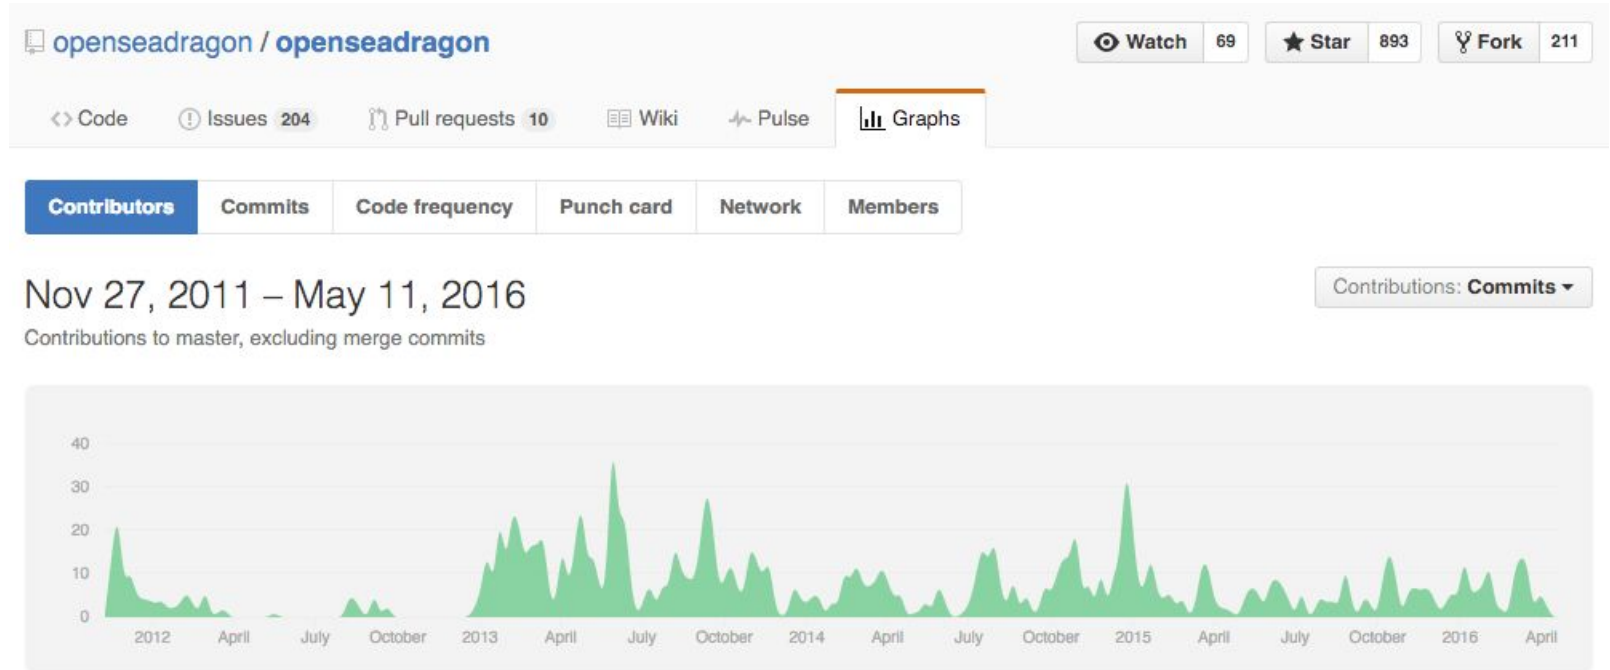 openseadragon / openseadragon
Watch 69
Star 893
Fork 211
Code
Issues 204
Pull requests 10
Wiki
Pulse
Graphs
Contributors
Commits
Code frequency
Punch card
Network
Members
Nov 27, 2011 – May 11, 2016
Contributions: Commits
Contributions to master, excluding merge commits
40
30
20
10
0
2012 April July October 2013 April July October 2014 April July October 2015 April July October 2016 April